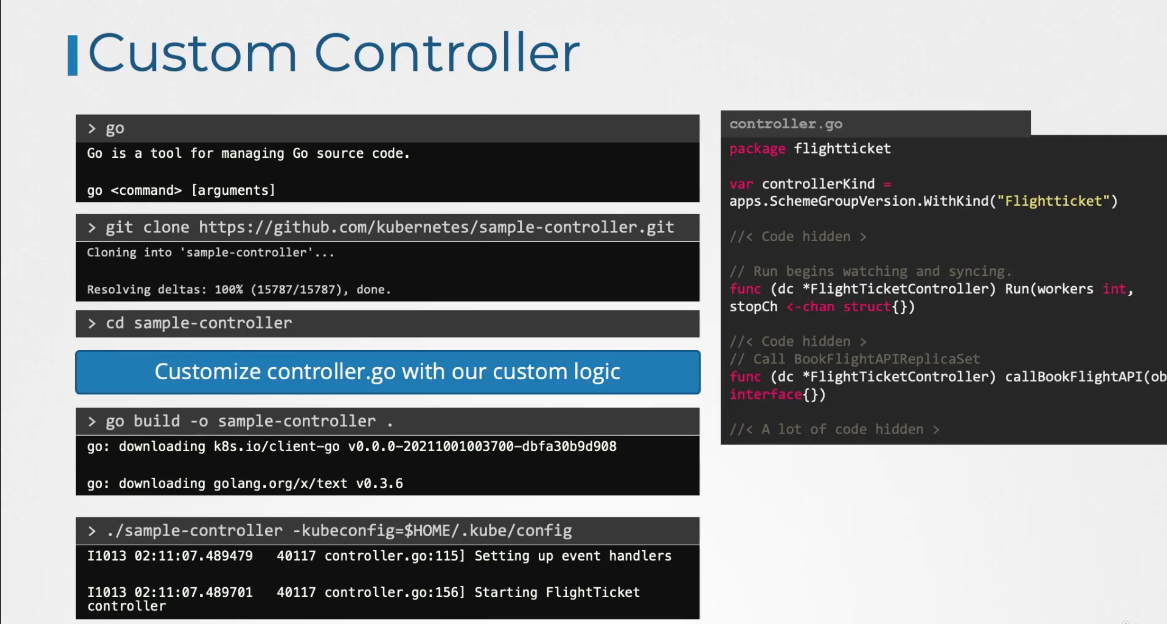 Custom Controller
> go
Go is a tool for managing Go source code.
go <command> [arguments]
> git clone https://github.com/kubernetes/sample-controller.git
Cloning into 'sample-controller'...
Resolving deltas: 100% (15787/15787), done.
> cd sample-controller
Customize controller.go with our custom logic
> go build -o sample-controller .
go: downloading k8s.io/client-go v0.0.0-20211001003700-dbfa30b9d908
go: downloading golang.org/x/text v0.3.6
> ./sample-controller -kubeconfig=$HOME/.kube/config
I1013 02:11:07.489479   40117 controller.go:115] Setting up event handlers
I1013 02:11:07.489701   40117 controller.go:156] Starting FlightTicket
controller
controller.go
package flightticket
var controllerKind =
apps.SchemeGroupVersion.WithKind("Flightticket")
//< Code hidden >
// Run begins watching and syncing.
func (dc *FlightTicketController) Run(workers int,
stopCh <-chan struct{})
//< Code hidden >
// Call BookFlightAPIReplicaSet
func (dc *FlightTicketController) callBookFlightAPI(ob
interface{})
//< A lot of code hidden >